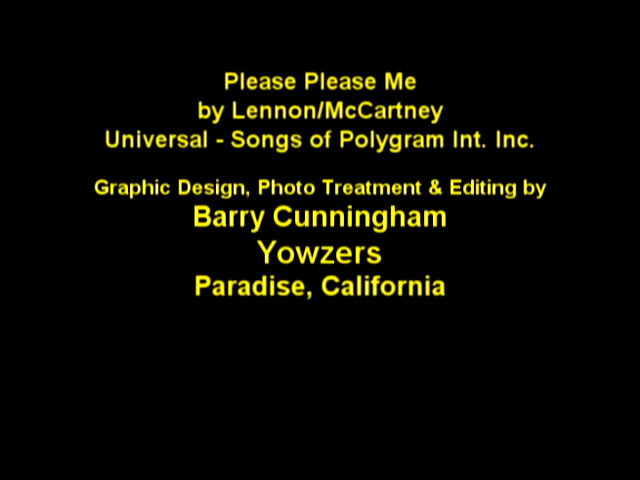 Please Please Me
by Lennon/McCartney
Universal - Songs of Polygram Int. Inc.
Graphic Design, Photo Treatment & Editing by
Barry Cunningham
Yowzers
Paradise, California